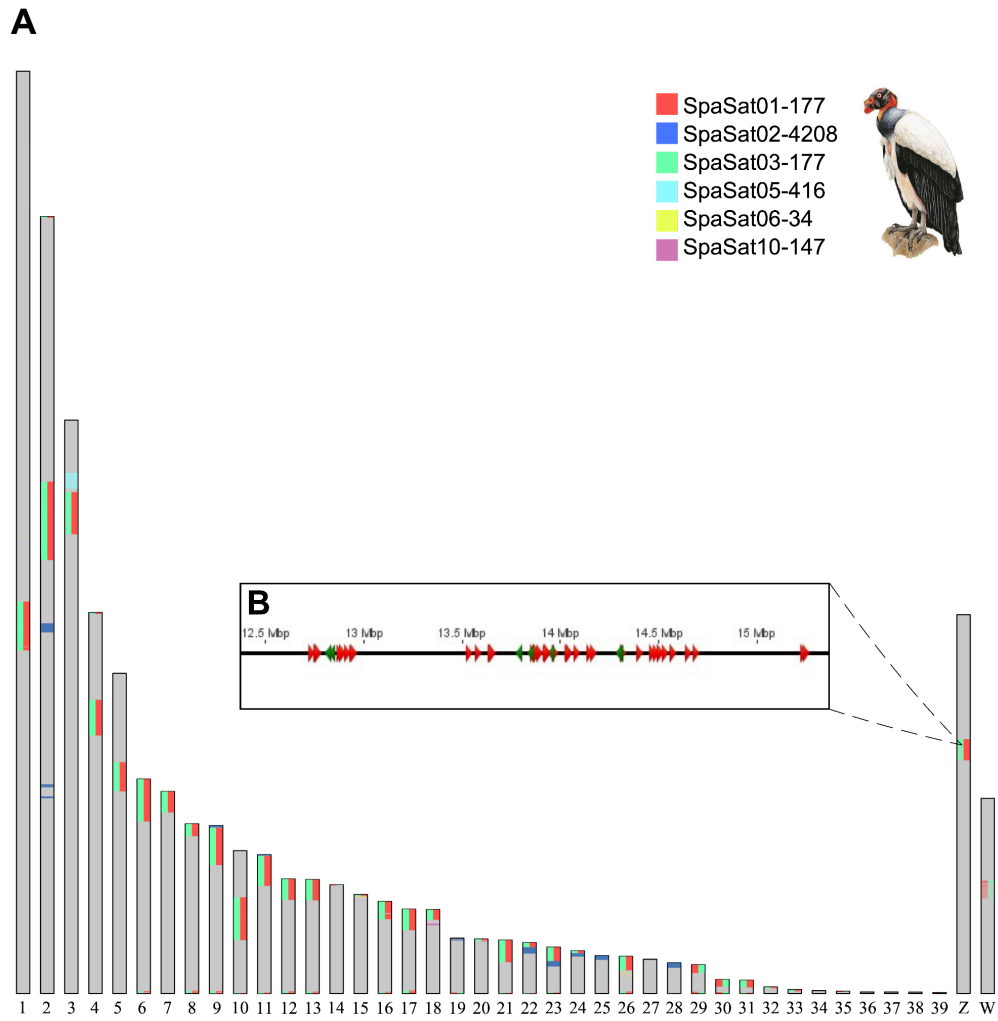 A
SpaSat01-177
SpaSat02-4208
SpaSat03-177
SpaSat05-416
SpaSat06-34
SpaSat10-147
B
12.5 Mbp 13 Mbp 13.5 Mbp 14 Mbp 14.5 Mbp 15 Mbp
1 2 3 4 5 6 7 8 9 10 11 12 13 14 15 16 17 18 19 20 21 22 23 24 25 26 27 28 29 30 31 32 33 34 35 36 37 38 39 Z W